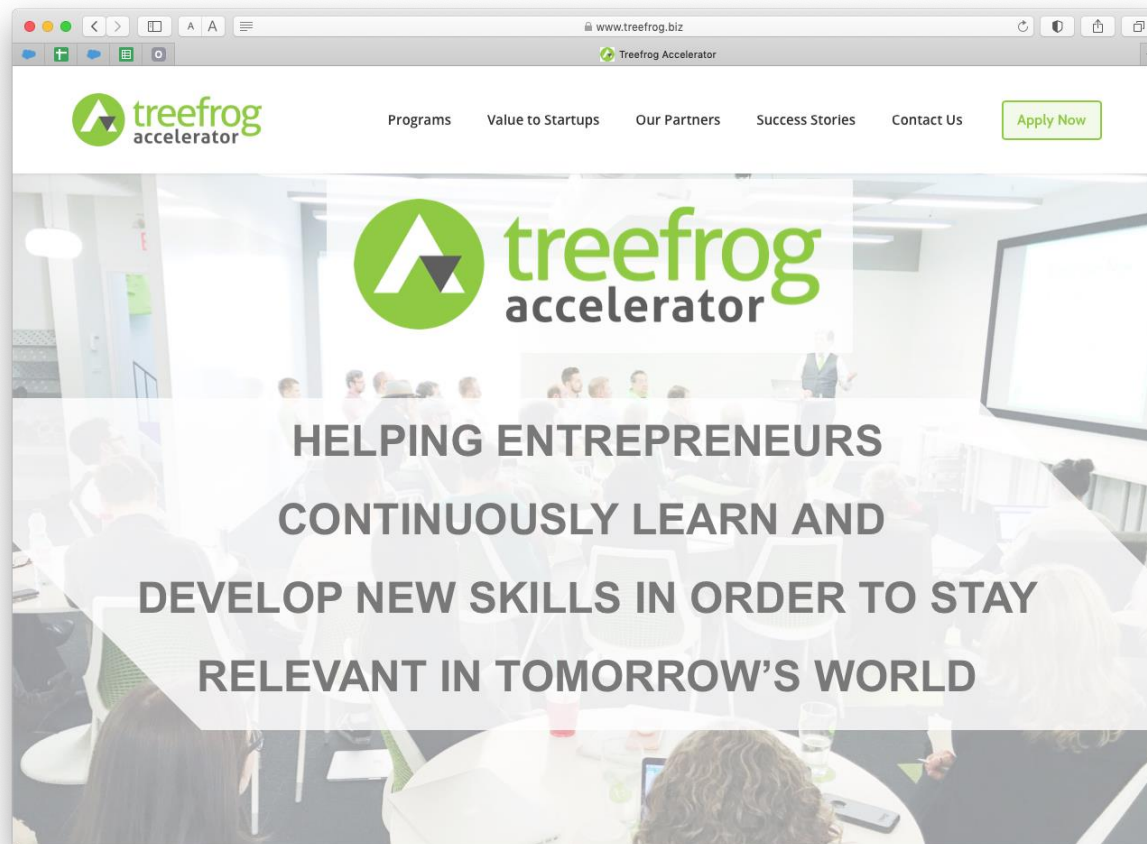 A A
www.treefrog.biz
O
Treefrog Accelerator
treefrog
accelerator
Programs
Value to Startups
Our Partners
Success Stories
Contact Us
Apply Now
treefrog
accelerator
HELPING ENTREPRENEURS
CONTINUOUSLY LEARN AND
DEVELOP NEW SKILLS IN ORDER TO STAY
RELEVANT IN TOMORROW’S WORLD